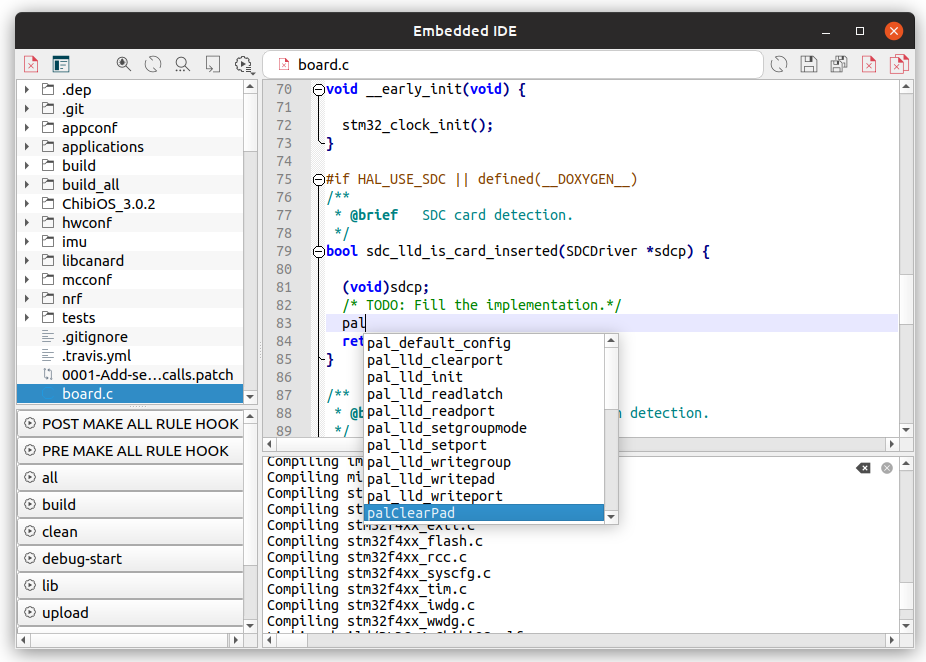 Embedded IDE
board.c
.dep
.git
appconf
applications
build
build_all
ChibiOS_3.0.2
hwconf
imu
libcanard
mcconf
nrf
tests
.gitignore
.travis.yml
0001-Add-se...calls.patch
board.c
POST MAKE ALL RULE HOOK
PRE MAKE ALL RULE HOOK
all
build
clean
debug-start
lib
upload
70 void __early_init(void) {
71
72 stm32_clock_init();
73 }
74
75 #if HAL_USE_SDC || defined(__DOXYGEN__)
76 /**
77 * @brief SDC card detection.
78 */
79 bool sdc_lld_is_card_inserted(SDCDriver *sdcp) {
80
81 (void)sdcp;
82 /* TODO: Fill the implementation.*/
83 pal
84 ret
85 }
86
87 /**
88 * @b n detection.
89 */
pal_default_config
pal_lld_clearport
pal_lld_init
pal_lld_readlatch
pal_lld_readport
pal_lld_setgroupmode
pal_lld_setport
pal_lld_writegroup
pal_lld_writepad
pal_lld_writeport
palClearPad
Compiling im
Compiling mi
Compiling st
Compiling st
Compiling stm32f4xx_exti.c
Compiling stm32f4xx_flash.c
Compiling stm32f4xx_rcc.c
Compiling stm32f4xx_syscfg.c
Compiling stm32f4xx_tim.c
Compiling stm32f4xx_iwdg.c
Compiling stm32f4xx_wwdg.c